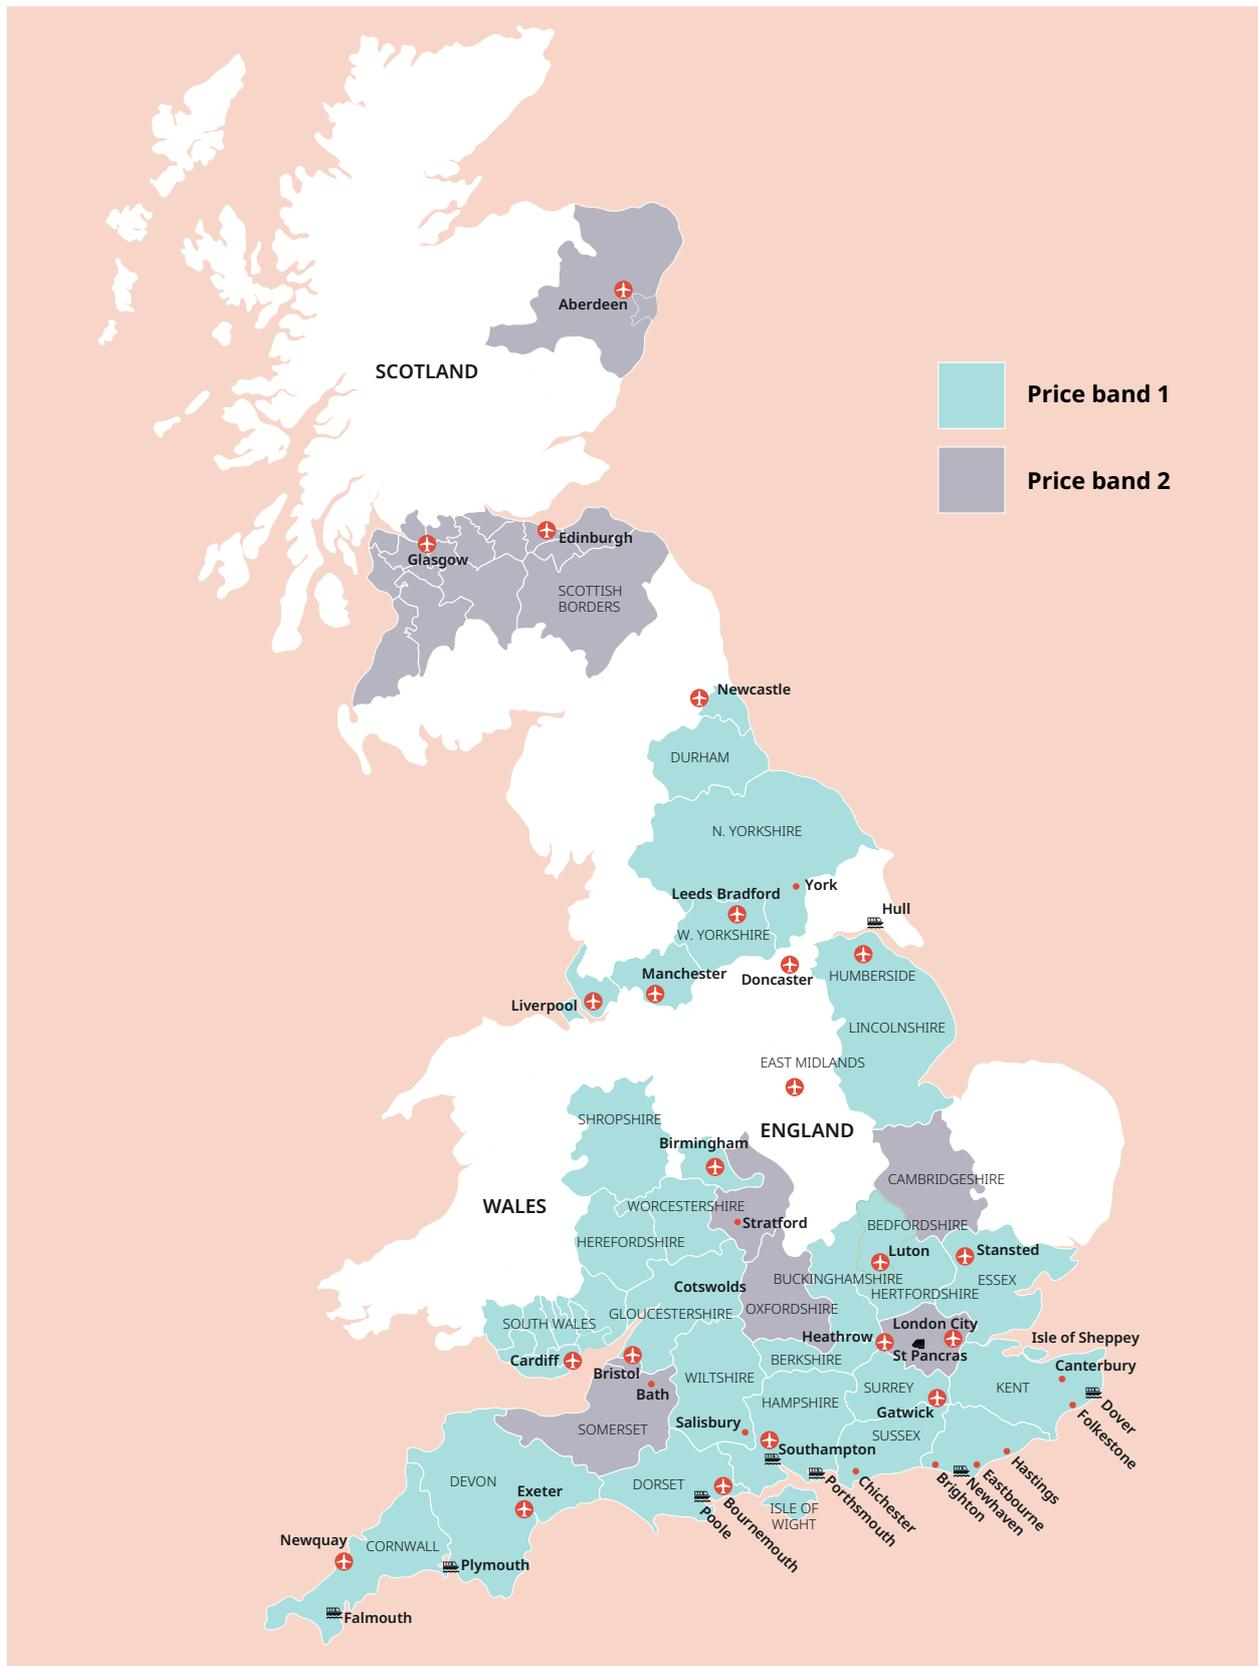 Aberdeen
SCOTLAND
Price band 1
Price band 2
Edinburgh
Glasgow
SCOTTISH
BORDERS
Newcastle
DURHAM
N. YORKSHIRE
York
Leeds Bradford
Hull
W. YORKSHIRE
Manchester
Doncaster
HUMBERSIDE
Liverpool
LINCOLNSHIRE
EAST MIDLANDS
SHROPSHIRE
ENGLAND
Birmingham
CAMBRIDGESHIRE
WALES
WORCESTERSHIRE
Stratford
BEDFORDSHIRE
HEREFORDSHIRE
Luton
Stansted
BUCKINGHAMSHIRE
ESSEX
Cotswolds
HERTFORDSHIRE
OXFORDSHIRE
GLOUCESTERSHIRE
SOUTH WALES
London City
Heathrow
Isle of Sheppey
St Pancras
Cardiff
BERKSHIRE
Canterbury
Bristol
WILTSHIRE
SURREY
KENT
Bath
HAMPSHIRE
Gatwick
Dover
Folkestone
Salisbury
SOMERSET
SUSSEX
Southampton
Hastings
Eastbourne
Newhaven
Brighton
Chichester
Porthsmouth
DEVON
DORSET
Exeter
Poole
Bournemouth
ISLE OF
WIGHT
Newquay
CORNWALL
Plymouth
Falmouth